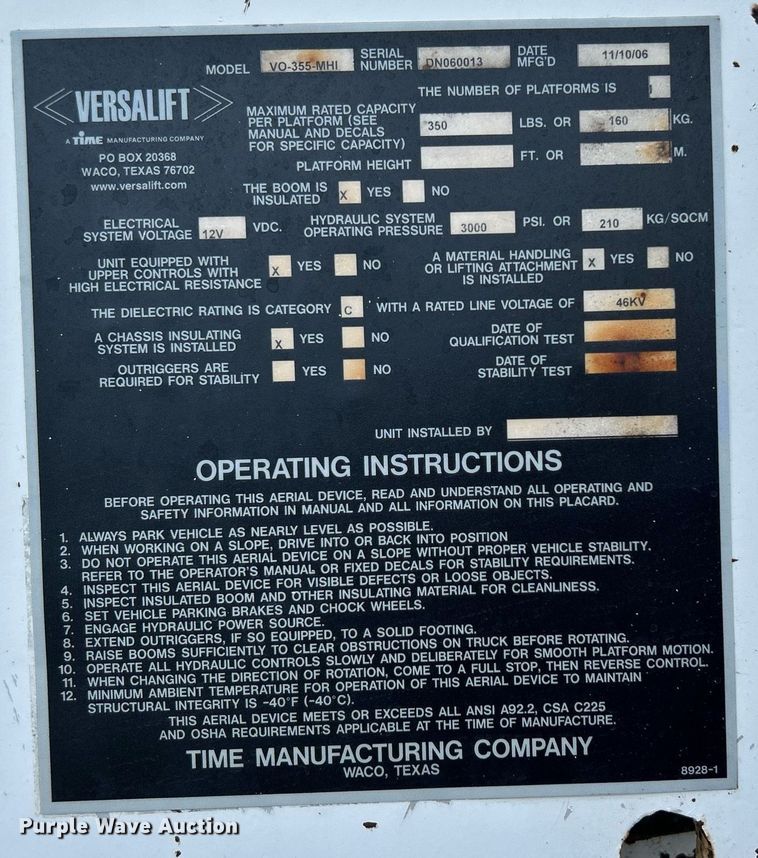 MODEL VO-355-MHI SERIAL NUMBER DN060013 DATE MFG'D 11/10/06
VERSALIFT
A TIME MANUFACTURING COMPANY
PO BOX 20368
WACO, TEXAS 76702
www.versalift.com
THE NUMBER OF PLATFORMS IS
MAXIMUM RATED CAPACITY
PER PLATFORM (SEE
MANUAL AND DECALS
FOR SPECIFIC CAPACITY) 350 LBS. OR 160 KG.
PLATFORM HEIGHT FT. OR M.
THE BOOM IS
INSULATED X YES NO
ELECTRICAL
SYSTEM VOLTAGE 12V VDC. HYDRAULIC SYSTEM
OPERATING PRESSURE 3000 PSI. OR 210 KG/SQCM
UNIT EQUIPPED WITH
UPPER CONTROLS WITH
HIGH ELECTRICAL RESISTANCE X YES NO
A MATERIAL HANDLING
OR LIFTING ATTACHMENT
IS INSTALLED X YES NO
THE DIELECTRIC RATING IS CATEGORY C WITH A RATED LINE VOLTAGE OF 46KV
A CHASSIS INSULATING
SYSTEM IS INSTALLED X YES NO
DATE OF
QUALIFICATION TEST
OUTRIGGERS ARE
REQUIRED FOR STABILITY YES NO
DATE OF
STABILITY TEST
UNIT INSTALLED BY
OPERATING INSTRUCTIONS
BEFORE OPERATING THIS AERIAL DEVICE, READ AND UNDERSTAND ALL OPERATING AND
SAFETY INFORMATION IN MANUAL AND ALL INFORMATION ON THIS PLACARD.
1. ALWAYS PARK VEHICLE AS NEARLY LEVEL AS POSSIBLE.
2. WHEN WORKING ON A SLOPE, DRIVE INTO OR BACK INTO POSITION
3. DO NOT OPERATE THIS AERIAL DEVICE ON A SLOPE WITHOUT PROPER VEHICLE STABILITY.
REFER TO THE OPERATOR'S MANUAL OR FIXED DECALS FOR STABILITY REQUIREMENTS.
4. INSPECT THIS AERIAL DEVICE FOR VISIBLE DEFECTS OR LOOSE OBJECTS.
5. INSPECT INSULATED BOOM AND OTHER INSULATING MATERIAL FOR CLEANLINESS.
6. SET VEHICLE PARKING BRAKES AND CHOCK WHEELS.
7. ENGAGE HYDRAULIC POWER SOURCE.
8. EXTEND OUTRIGGERS, IF SO EQUIPPED, TO A SOLID FOOTING.
9. RAISE BOOMS SUFFICIENTLY TO CLEAR OBSTRUCTIONS ON TRUCK BEFORE ROTATING.
10. OPERATE ALL HYDRAULIC CONTROLS SLOWLY AND DELIBERATELY FOR SMOOTH PLATFORM MOTION.
11. WHEN CHANGING THE DIRECTION OF ROTATION, COME TO A FULL STOP, THEN REVERSE CONTROL.
12. MINIMUM AMBIENT TEMPERATURE FOR OPERATION OF THIS AERIAL DEVICE TO MAINTAIN
STRUCTURAL INTEGRITY IS -40°F (-40°C).
THIS AERIAL DEVICE MEETS OR EXCEEDS ALL ANSI A92.2, CSA C225
AND OSHA REQUIREMENTS APPLICABLE AT THE TIME OF MANUFACTURE.
TIME MANUFACTURING COMPANY
WACO, TEXAS
8928-1
Purple Wave Auction